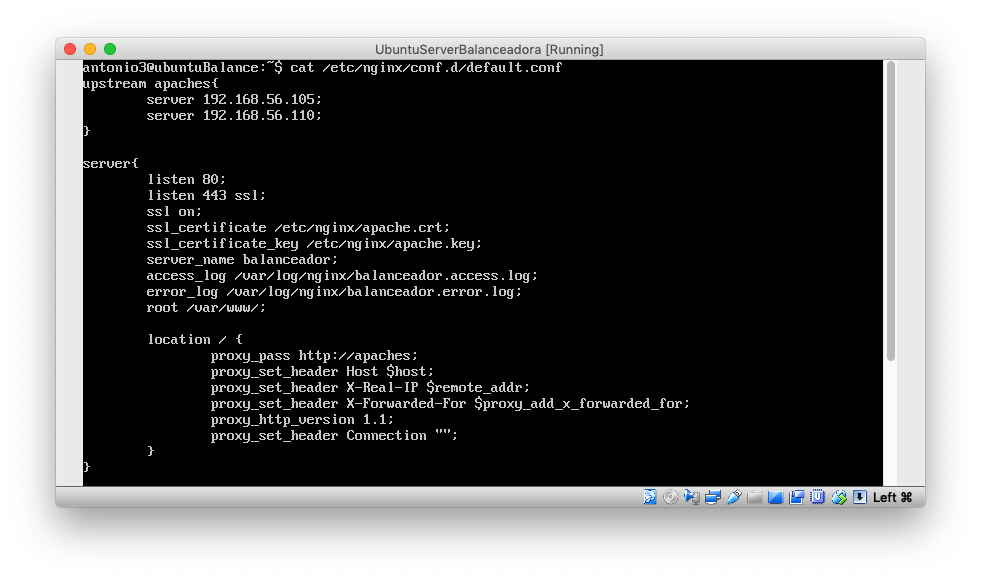 UbuntuServerBalanceadora [Running]
antonio3@ubuntuBalance:~$ cat /etc/nginx/conf.d/default.conf
upstream apaches{
        server 192.168.56.105;
        server 192.168.56.110;
}

server{
        listen 80;
        listen 443 ssl;
        ssl on;
        ssl_certificate /etc/nginx/apache.crt;
        ssl_certificate_key /etc/nginx/apache.key;
        server_name balanceador;
        access_log /var/log/nginx/balanceador.access.log;
        error_log /var/log/nginx/balanceador.error.log;
        root /var/www/;

        location / {
                proxy_pass http://apaches;
                proxy_set_header Host $host;
                proxy_set_header X-Real-IP $remote_addr;
                proxy_set_header X-Forwarded-For $proxy_add_x_forwarded_for;
                proxy_http_version 1.1;
                proxy_set_header Connection "";
        }
}
Left ⌘